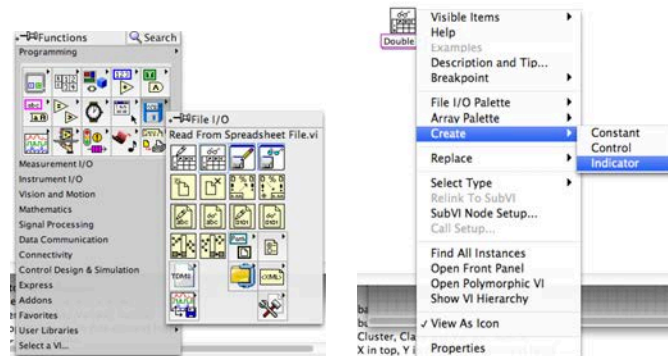 Functions
Search
Programming
Measurement I/O
Instrument I/O
Vision and Motion
Mathematics
Signal Processing
Data Communication
Connectivity
Control Design & Simulation
Express
Addons
Favorites
User Libraries
Select a VI...
File I/O
Read From Spreadsheet File.vi
TDMS
Double
Visible Items
Help
Examples
Description and Tip...
Breakpoint
File I/O Palette
Array Palette
Create
Replace
Select Type
Relink To SubVI
SubVI Node Setup...
Call Setup...
Find All Instances
Open Front Panel
Open Polymorphic VI
Show VI Hierarchy
✓ View As Icon
Properties
Constant
Control
Indicator
Cluster, Cla
X in top, Y i